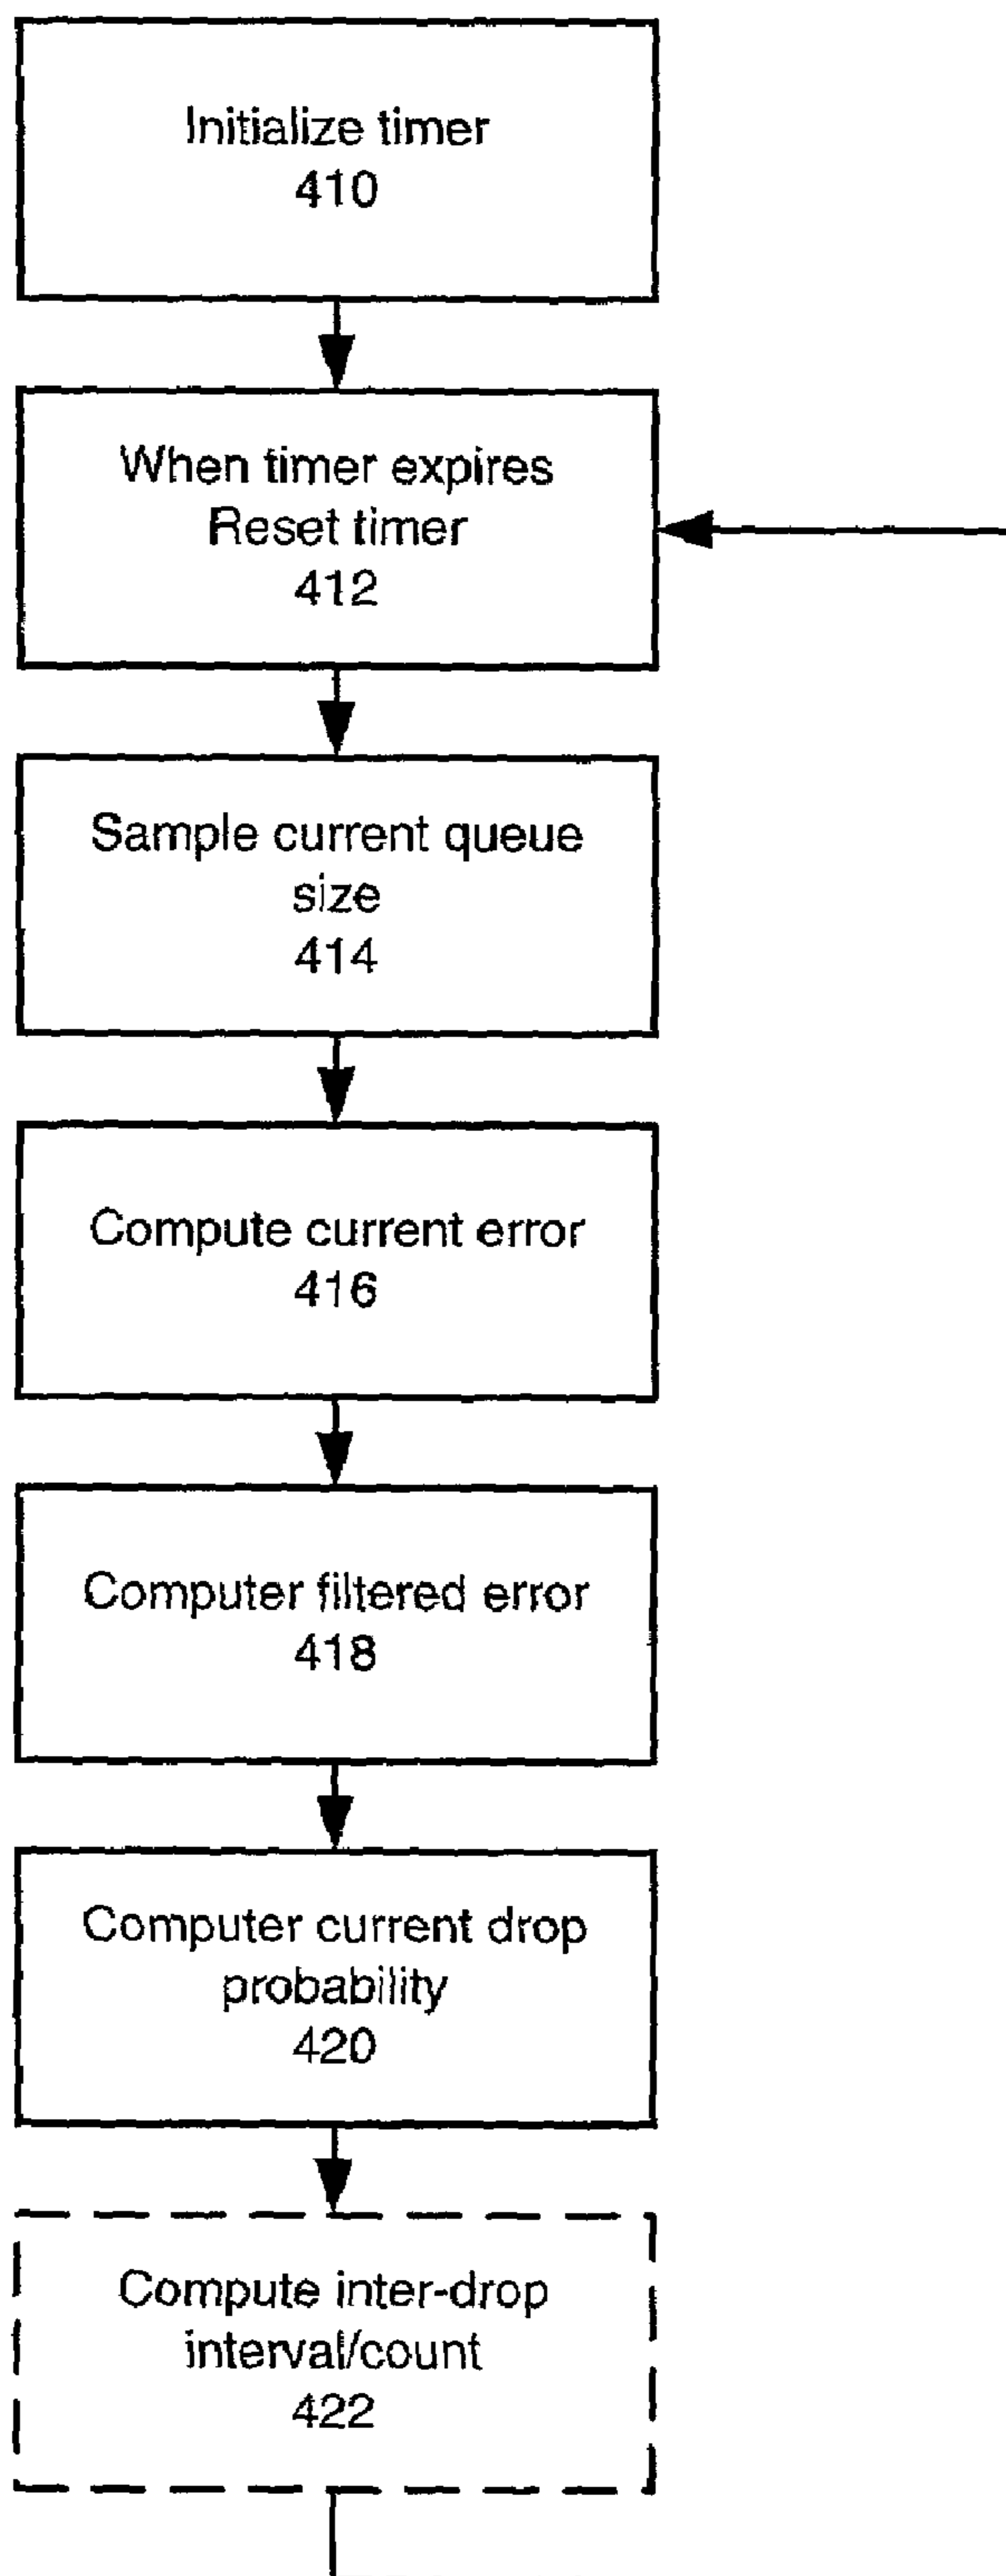 Initialize timer
410
When timer expires
Reset timer
412
Sample current queue
size
414
Compute current error
416
Computer filtered error
418
Computer current drop
probability
420
Compute inter-drop
interval/count
422